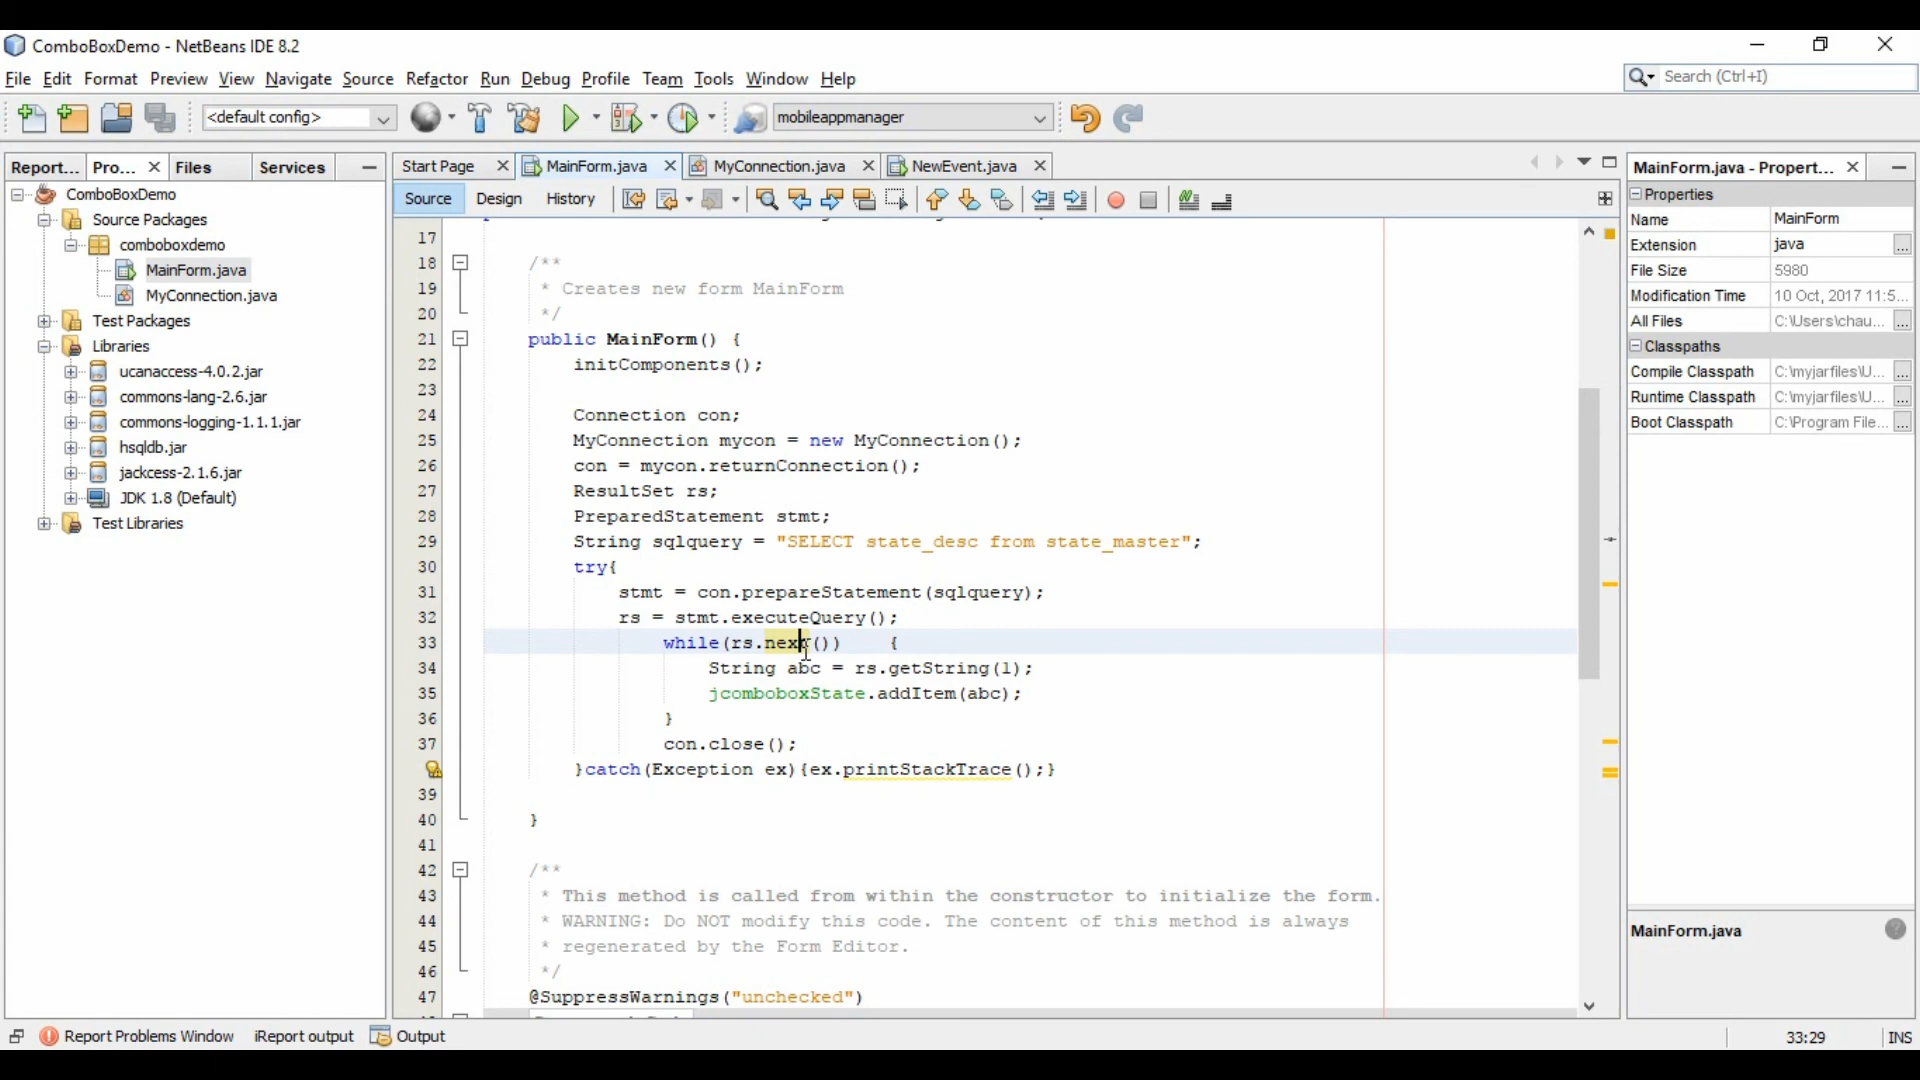 ComboBoxDemo - NetBeans IDE 8.2
File Edit Format Preview View Navigate Source Refactor Run Debug Profile Team Tools Window Help
Search (Ctrl+I)
<default config>
mobileappmanager
Report... Pro... Files Services
Start Page MainForm.java MyConnection.java NewEvent.java
MainForm.java - Propert...
Source Design History
ComboBoxDemo
Source Packages
comboboxdemo
MainForm.java
MyConnection.java
Test Packages
Libraries
ucanaccess-4.0.2.jar
commons-lang-2.6.jar
commons-logging-1.1.1.jar
hsqldb.jar
jackcess-2.1.6.jar
JDK 1.8 (Default)
Test Libraries
17
18 /**
19 * Creates new form MainForm
20 */
21 public MainForm() {
22 initComponents();
23
24 Connection con;
25 MyConnection mycon = new MyConnection();
26 con = mycon.returnConnection();
27 ResultSet rs;
28 PreparedStatement stmt;
29 String sqlquery = "SELECT state_desc from state_master";
30 try{
31 stmt = con.prepareStatement(sqlquery);
32 rs = stmt.executeQuery();
33 while(rs.next()) {
34 String abc = rs.getString(1);
35 jcomboboxState.addItem(abc);
36 }
37 con.close();
}catch(Exception ex){ex.printStackTrace();}
39
40 }
41
42 /**
43 * This method is called from within the constructor to initialize the form.
44 * WARNING: Do NOT modify this code. The content of this method is always
45 * regenerated by the Form Editor.
46 */
47 @SuppressWarnings("unchecked")
Properties
Name MainForm
Extension java ...
File Size 5980
Modification Time 10 Oct, 2017 11:5...
All Files C:\Users\chau... ...
Classpaths
Compile Classpath C:\myjarfiles\U... ...
Runtime Classpath C:\myjarfiles\U... ...
Boot Classpath C:\Program File... ...
MainForm.java
Report Problems Window iReport output Output
33:29 INS